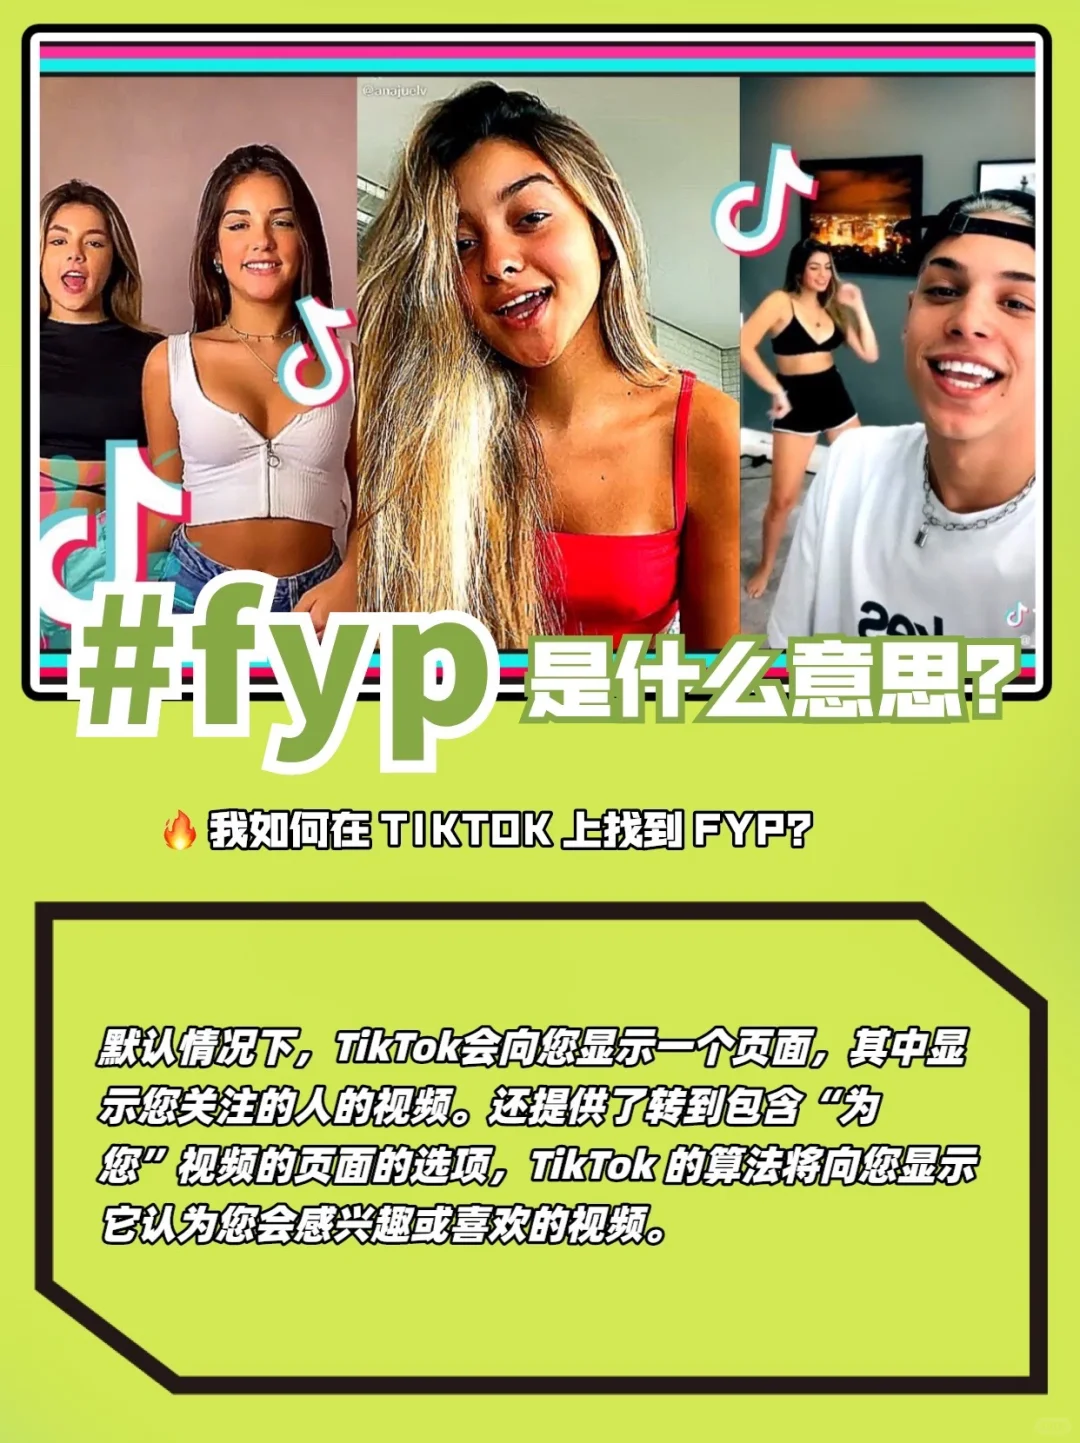 @anajuelv
#fyp 是什么意思?
🔥 我如何在 TIKTOK 上找到 FYP?
默认情况下，TikTok会向您显示一个页面，其中显
示您关注的人的视频。还提供了转到包含“为
您”视频的页面的选项，TikTok 的算法将向您显示
它认为您会感兴趣或喜欢的视频。